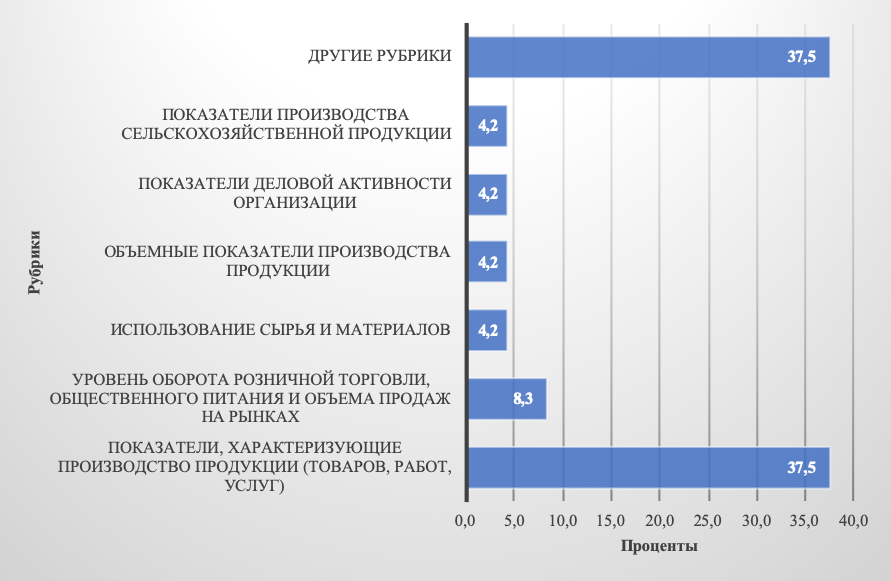 ДРУГИЕ РУБРИКИ
37,5
ПОКАЗАТЕЛИ ПРОИЗВОДСТВА
СЕЛЬСКОХОЗЯЙСТВЕННОЙ ПРОДУКЦИИ
4,2
ПОКАЗАТЕЛИ ДЕЛОВОЙ АКТИВНОСТИ
ОРГАНИЗАЦИИ
4,2
ОБЪЕМНЫЕ ПОКАЗАТЕЛИ ПРОИЗВОДСТВА
ПРОДУКЦИИ
4,2
ИСПОЛЬЗОВАНИЕ СЫРЬЯ И МАТЕРИАЛОВ
4,2
УРОВЕНЬ ОБОРОТА РОЗНИЧНОЙ ТОРГОВЛИ,
ОБЩЕСТВЕННОГО ПИТАНИЯ И ОБЪЕМА ПРОДАЖ
НА РЫНКАХ
8,3
ПОКАЗАТЕЛИ, ХАРАКТЕРИЗУЮЩИЕ
ПРОИЗВОДСТВО ПРОДУКЦИИ (ТОВАРОВ, РАБОТ,
УСЛУГ)
37,5
Рубрики
0,0 5,0 10,0 15,0 20,0 25,0 30,0 35,0 40,0
Проценты